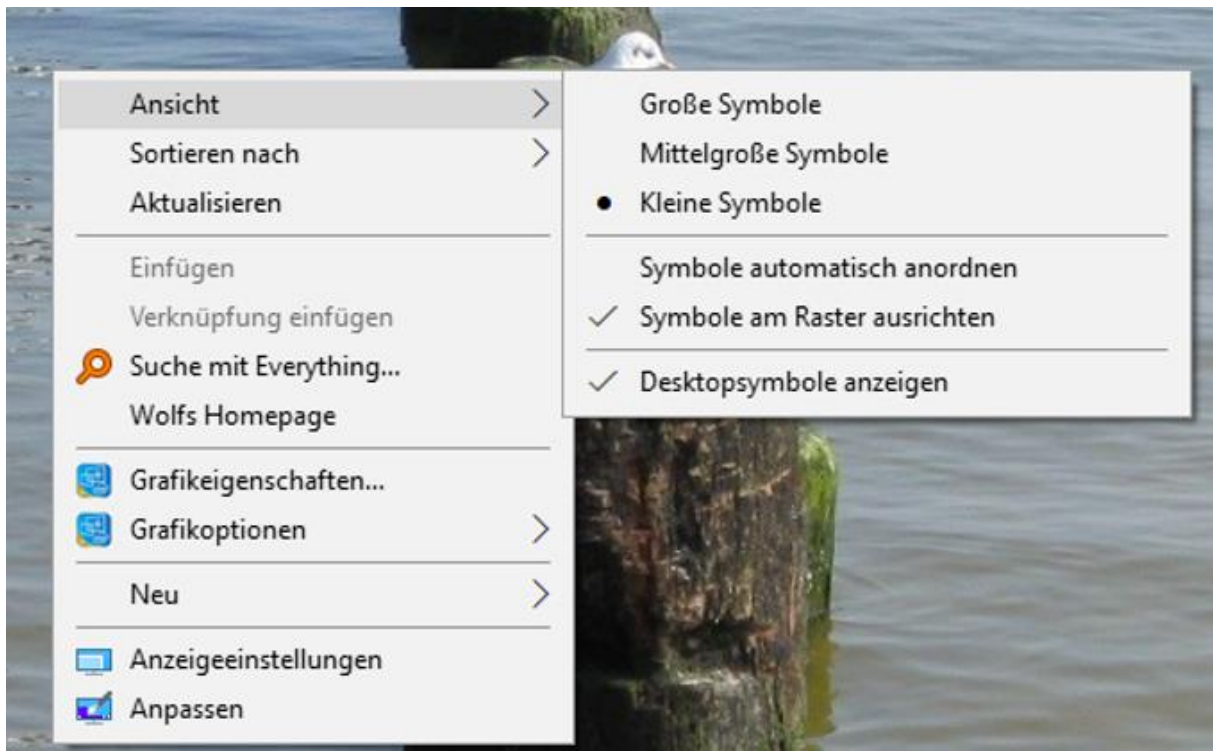 Ansicht
Sortieren nach
Aktualisieren
Einfügen
Verknüpfung einfügen
Suche mit Everything...
Wolfs Homepage
Grafikeigenschaften...
Grafikoptionen
Neu
Anzeigeeinstellungen
Anpassen
Große Symbole
Mittelgroße Symbole
Kleine Symbole
Symbole automatisch anordnen
Symbole am Raster ausrichten
Desktopsymbole anzeigen